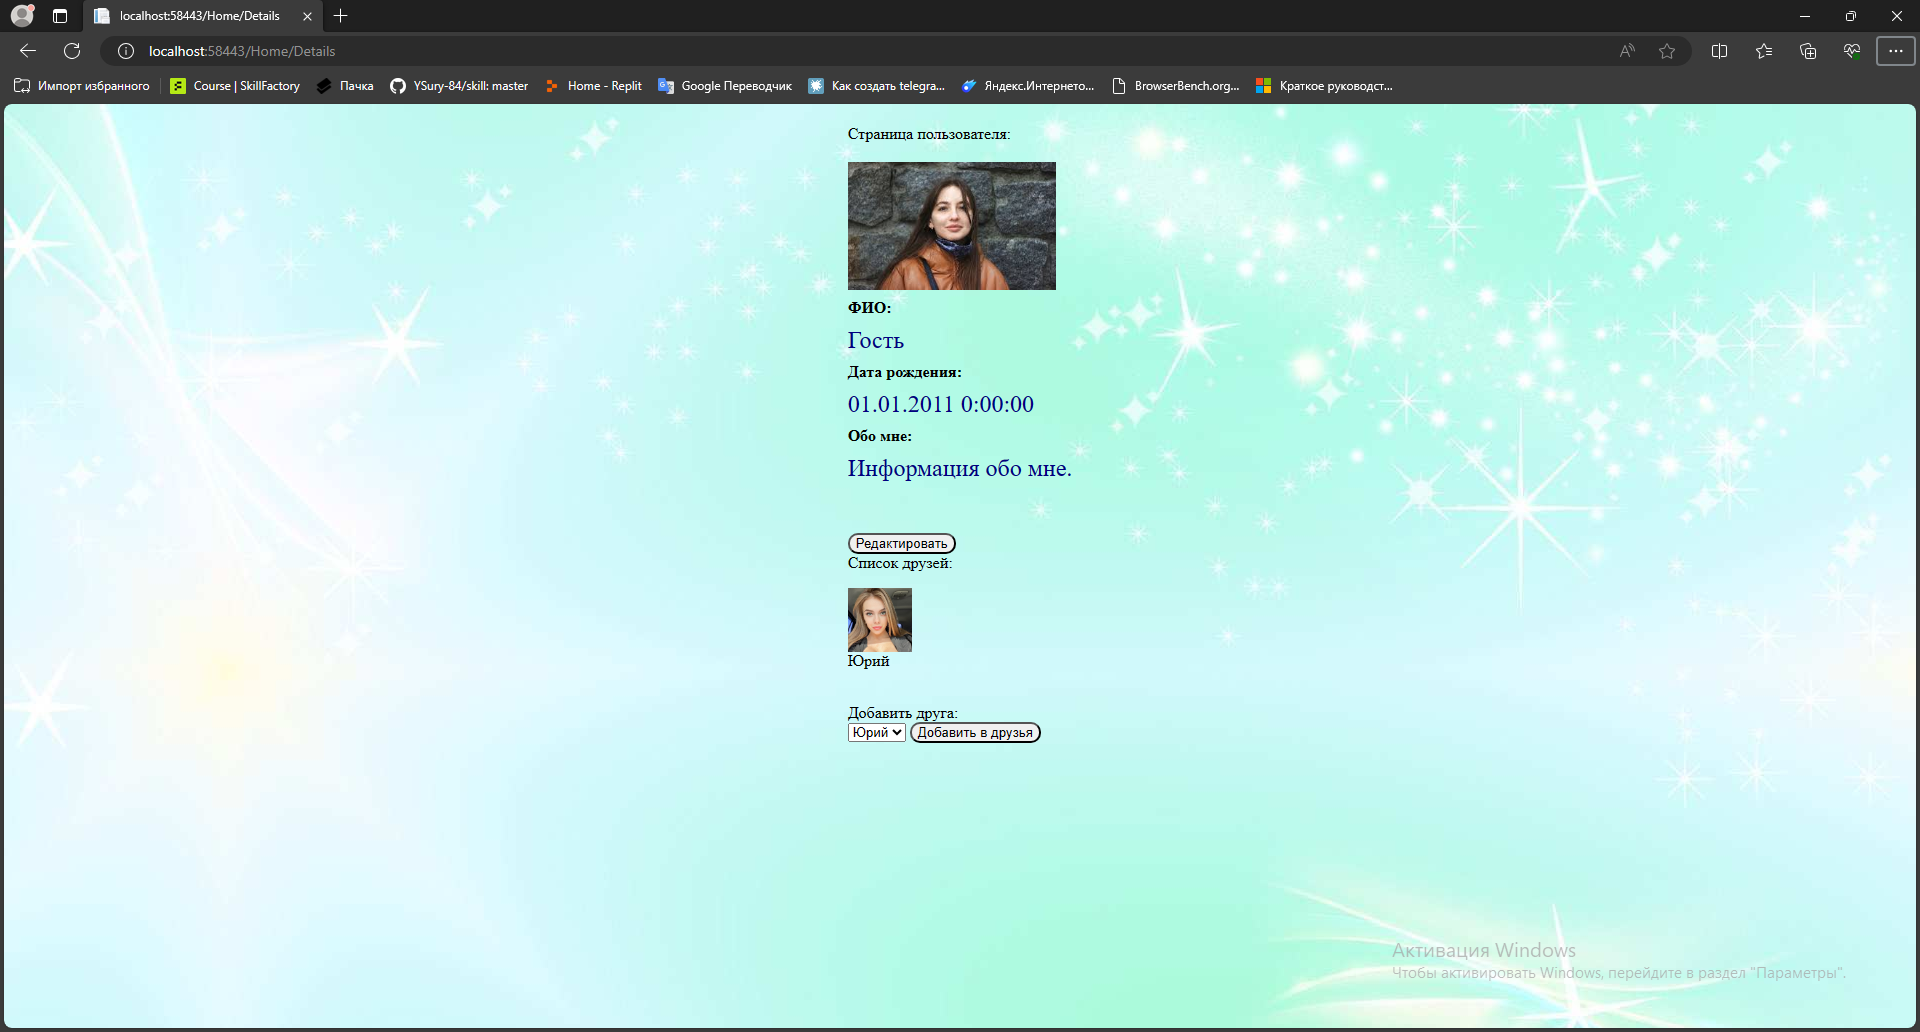 localhost:58443/Home/Details
localhost:58443/Home/Details
Импорт избранного
Course | SkillFactory
Пачка
YSury-84/skill: master
Home - Replit
Google Переводчик
Как создать telegra...
Яндекс.Интернето...
BrowserBench.org...
Краткое руководст...
Страница пользователя:
ФИО:
Гость
Дата рождения:
01.01.2011 0:00:00
Обо мне:
Информация обо мне.
Редактировать
Список друзей:
Юрий
Добавить друга:
Юрий Добавить в друзья
Активация Windows
Чтобы активировать Windows, перейдите в раздел "Параметры".